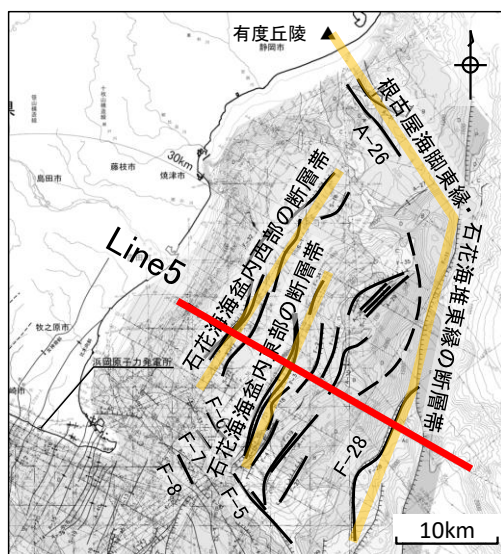 有度丘陵
静岡市
藤枝市
島田市
焼津市
30km
A-26
根古屋海脚東縁・石花海堆東縁の断層帯
石花海海盆内西部の断層帯
石花海海盆内東部の断層帯
Line5
牧之原市
浜岡原子力発電所
F-6
F-7
F-8
F-5
F-28
10km